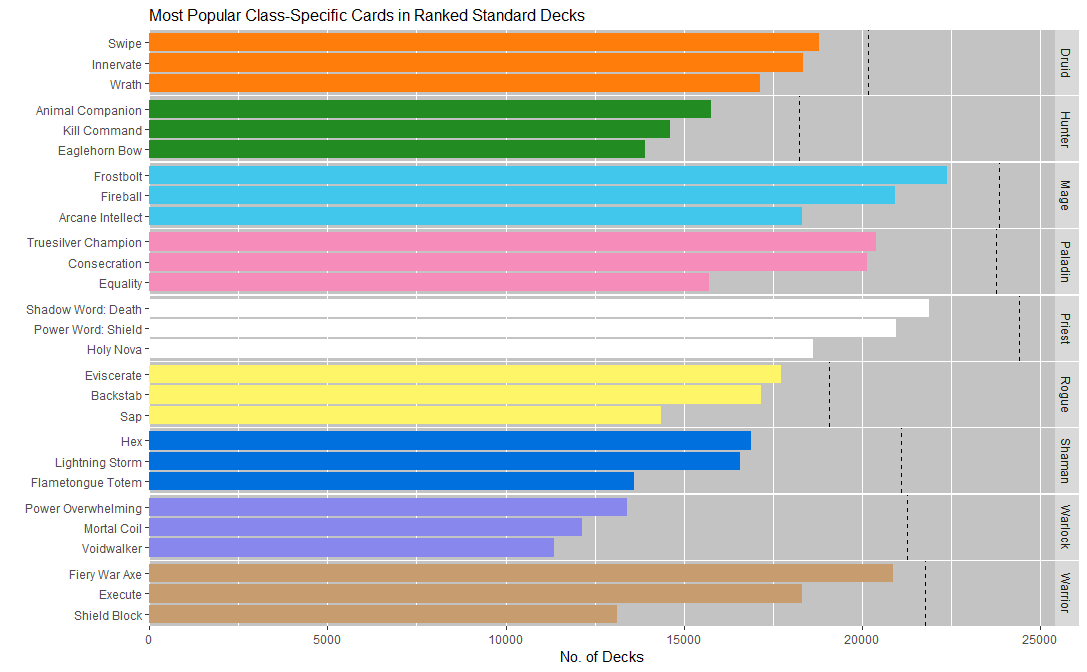 Most Popular Class-Specific Cards in Ranked Standard Decks
Swipe
Innervate
Wrath
Druid
Animal Companion
Kill Command
Eaglehorn Bow
Hunter
Frostbolt
Fireball
Arcane Intellect
Mage
Truesilver Champion
Consecration
Equality
Paladin
Shadow Word: Death
Power Word: Shield
Holy Nova
Priest
Eviscerate
Backstab
Sap
Rogue
Hex
Lightning Storm
Flametongue Totem
Shaman
Power Overwhelming
Mortal Coil
Voidwalker
Warlock
Fiery War Axe
Execute
Shield Block
Warrior
0 5000 10000 15000 20000 25000
No. of Decks